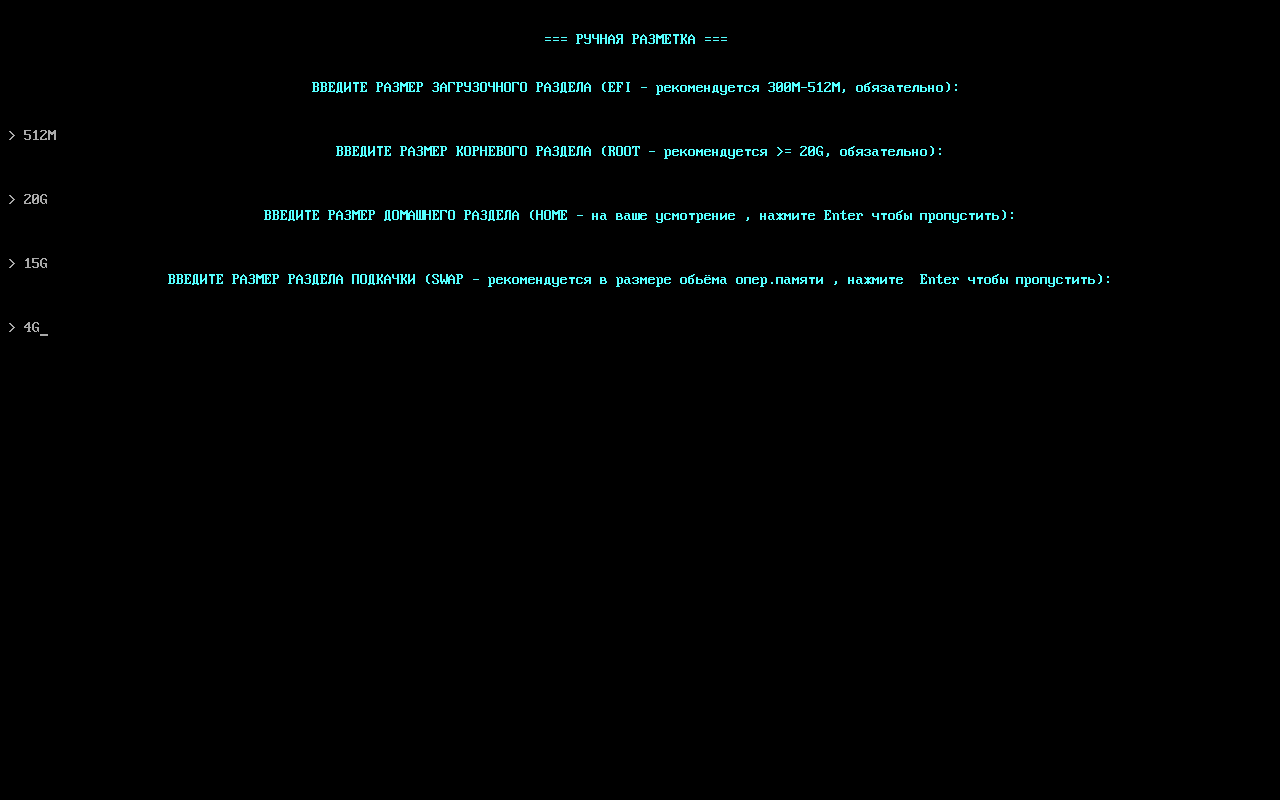 === РУЧНАЯ РАЗМЕТКА ===
ВВЕДИТЕ РАЗМЕР ЗАГРУЗОЧНОГО РАЗДЕЛА (EFI - рекомендуется 300M-512M, обязательно):
> 512M
ВВЕДИТЕ РАЗМЕР КОРНЕВОГО РАЗДЕЛА (ROOT - рекомендуется >= 20G, обязательно):
> 20G
ВВЕДИТЕ РАЗМЕР ДОМАШНЕГО РАЗДЕЛА (HOME - на ваше усмотрение , нажмите Enter чтобы пропустить):
> 15G
ВВЕДИТЕ РАЗМЕР РАЗДЕЛА ПОДКАЧКИ (SWAP - рекомендуется в размере обьёма опер.памяти , нажмите  Enter чтобы пропустить):
> 4G_